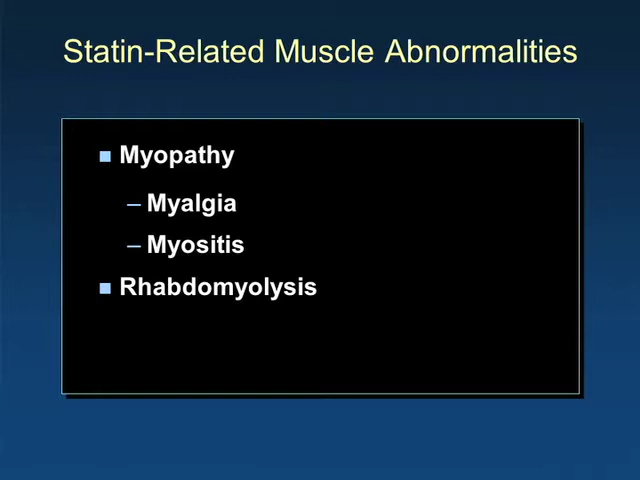 Statin-Related Muscle Abnormalities
■ Myopathy
– Myalgia
– Myositis
■ Rhabdomyolysis